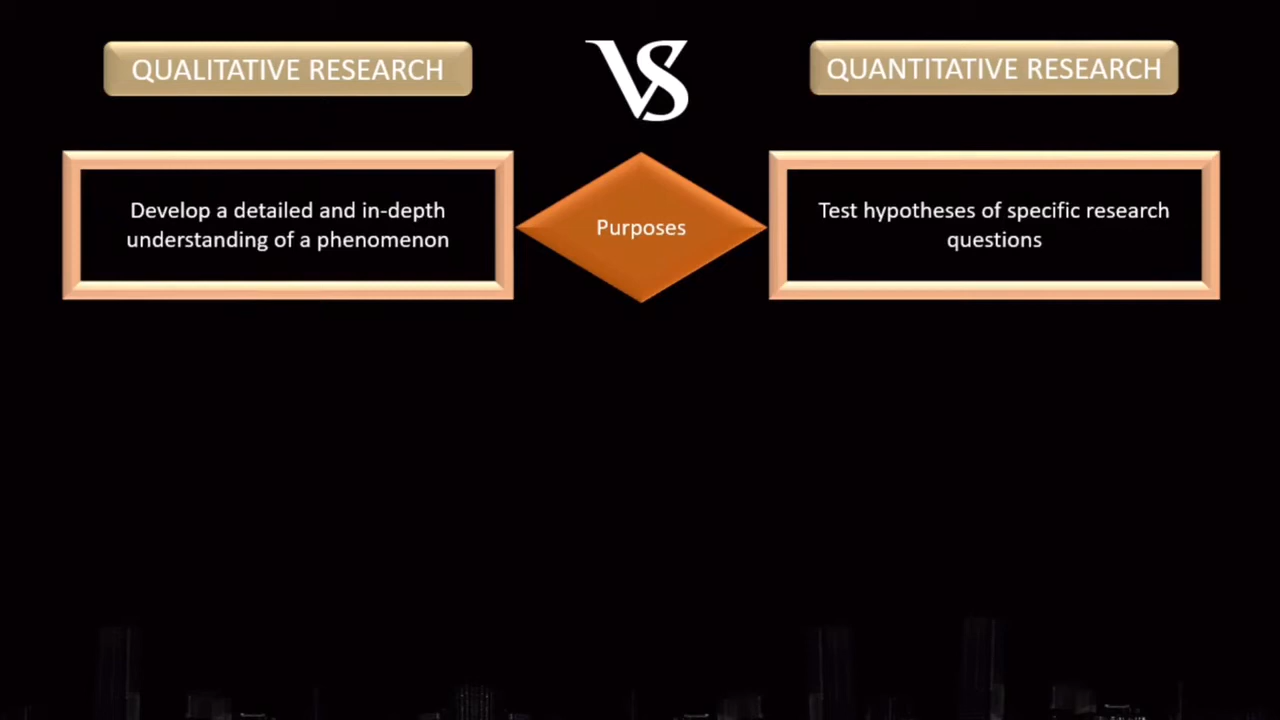 QUALITATIVE RESEARCH
VS
QUANTITATIVE RESEARCH
Develop a detailed and in-depth
understanding of a phenomenon
Purposes
Test hypotheses of specific research
questions